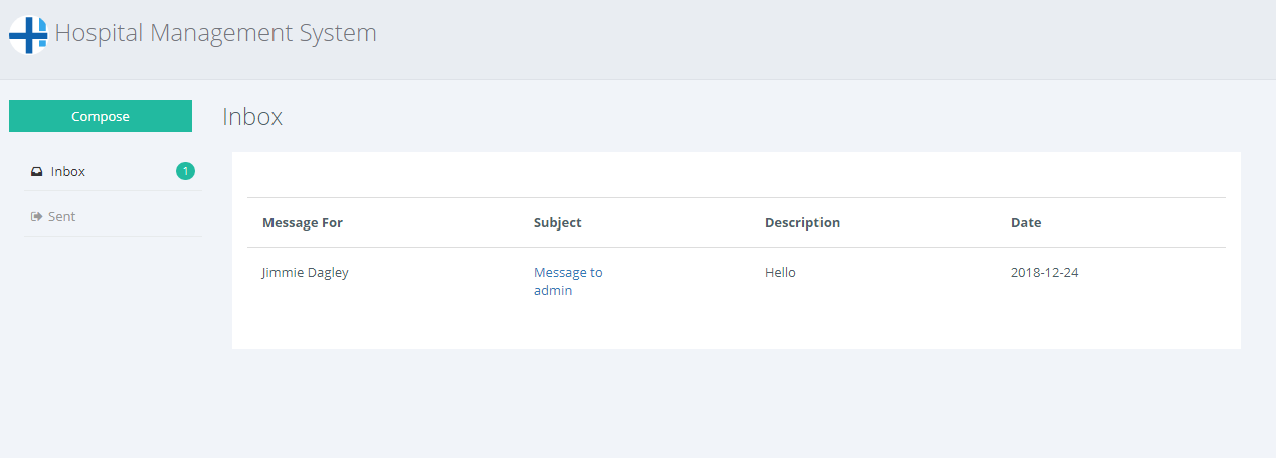 Hospital Management System
Compose
Inbox
Inbox 1
Sent
Message For Subject Description Date
Jimmie Dagley Message to Hello 2018-12-24
admin